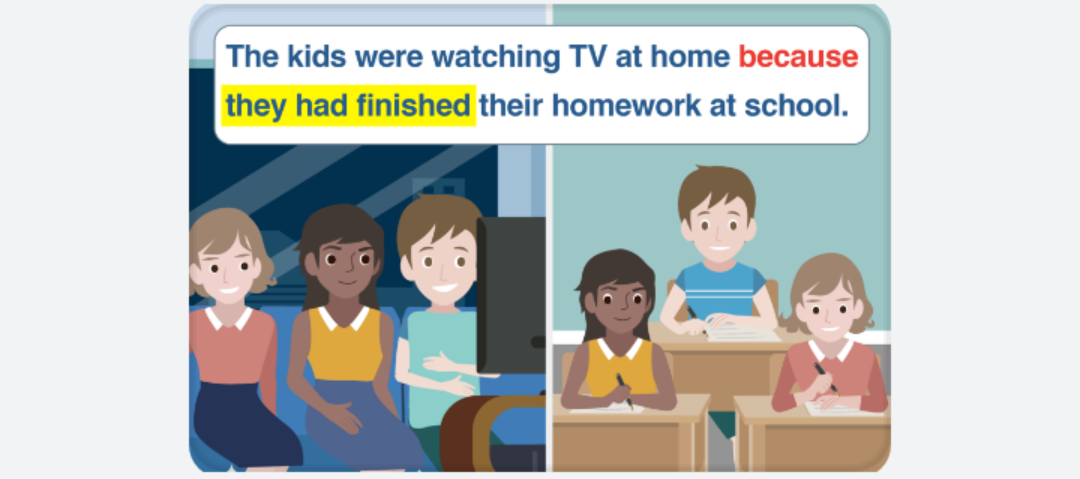 The kids were watching TV at home because
they had finished their homework at school.